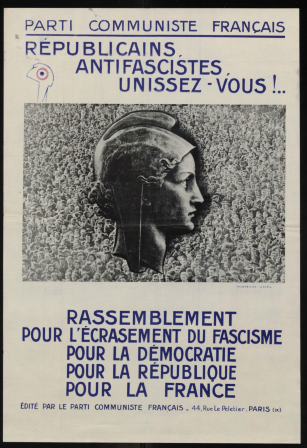 PARTI COMMUNISTE FRANÇAIS
RÉPUBLICAINS,
ANTIFASCISTES,
UNISSEZ-VOUS !..
RASSEMBLEMENT
POUR L'ÉCRASEMENT DU FASCISME
POUR LA DÉMOCRATIE
POUR LA RÉPUBLIQUE
POUR LA FRANCE
ÉDITÉ PAR LE PARTI COMMUNISTE FRANÇAIS - 44, Rue Le Peletier. PARIS (IX)